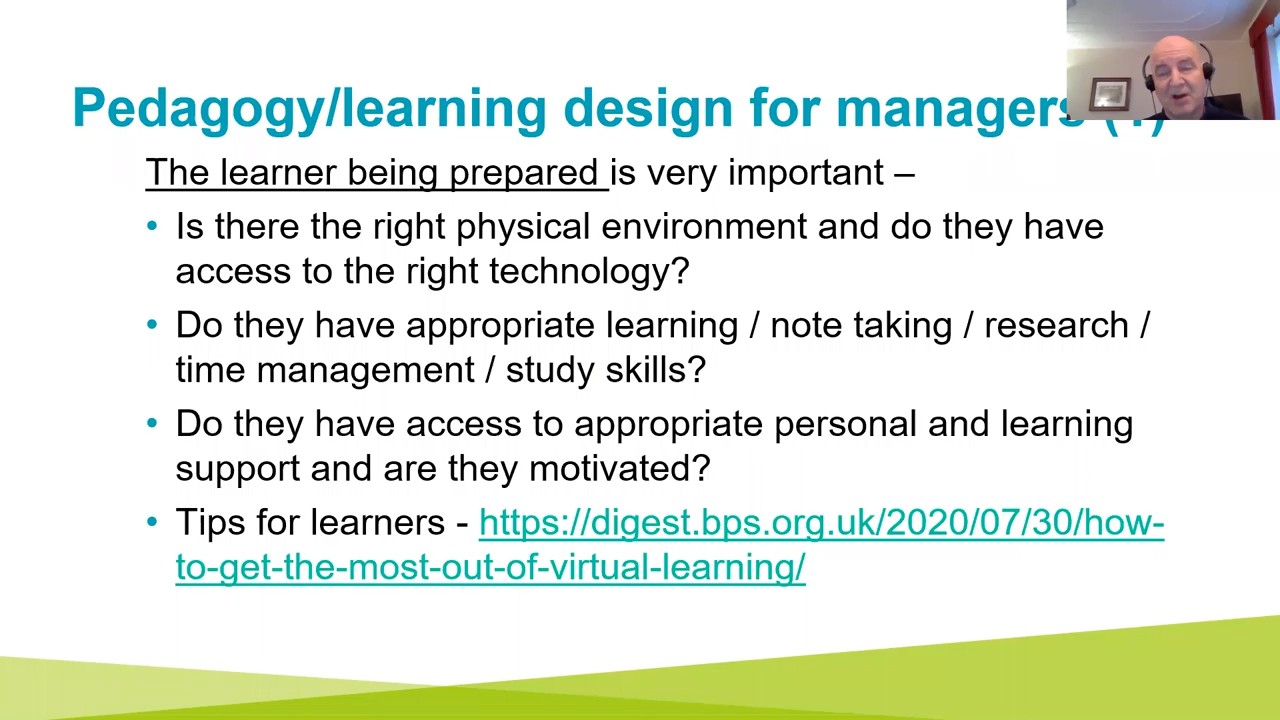 Pedagogy/learning design for managers
The learner being prepared is very important –
• Is there the right physical environment and do they have
access to the right technology?
• Do they have appropriate learning / note taking / research /
time management / study skills?
• Do they have access to appropriate personal and learning
support and are they motivated?
• Tips for learners - https://digest.bps.org.uk/2020/07/30/how-
to-get-the-most-out-of-virtual-learning/